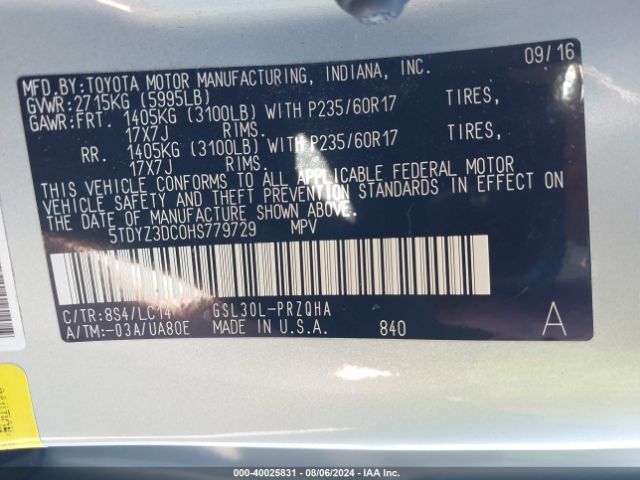 09/16
MFD.BY:TOYOTA MOTOR MANUFACTURING, INDIANA, INC.
GVWR:2715KG (5995LB)
GAWR:FRT. 1405KG (3100LB) WITH P235/60R17 TIRES,
17X7J RIMS.
RR. 1405KG (3100LB) WITH P235/60R17 TIRES,
17X7J RIMS.
THIS VEHICLE CONFORMS TO ALL APPLICABLE FEDERAL MOTOR
VEHICLE SAFETY AND THEFT PREVENTION STANDARDS IN EFFECT ON
THE DATE OF MANUFACTURE SHOWN ABOVE.
5TDYZ3DC0HS779729 MPV
C/TR:8S4/LC14 GSL30L-PRZQHA
A/TM:-03A/UA80E MADE IN U.S.A. 840 A
GW-40025831 - 08/06/2024 - IAA